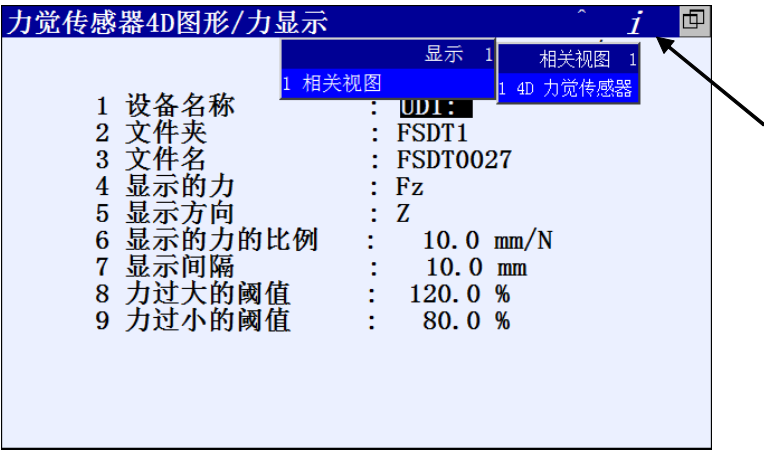 力觉传感器4D图形/力显示 ^ i
显示 1
1 相关视图
相关视图 1
1 4D 力觉传感器
1 设备名称 : UD1:
2 文件夹 : FSDT1
3 文件名 : FSDT0027
4 显示的力 : Fz
5 显示方向 : Z
6 显示的力的比例 : 10.0 mm/N
7 显示间隔 : 10.0 mm
8 力过大的阈值 : 120.0 %
9 力过小的阈值 : 80.0 %